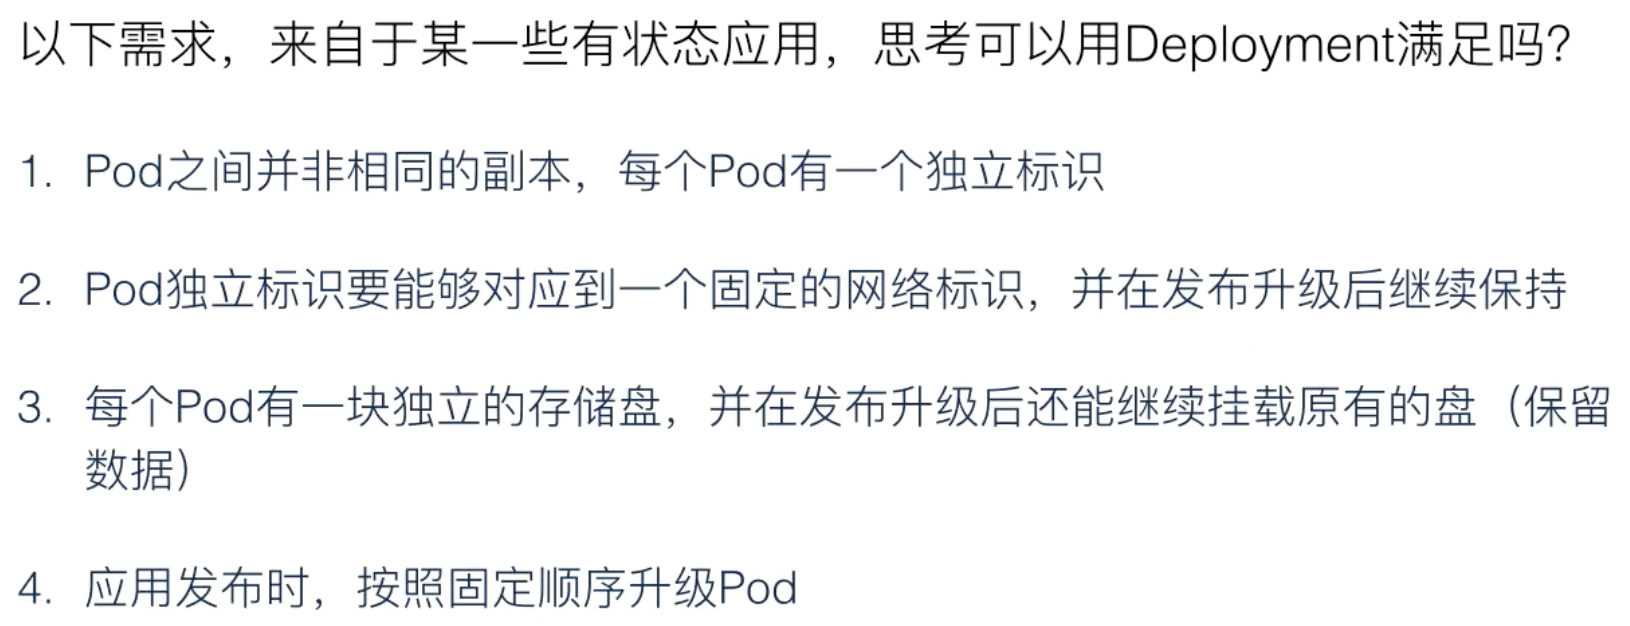 以下需求，来自于某一些有状态应用，思考可以用Deployment满足吗？
1. Pod之间并非相同的副本，每个Pod有一个独立标识
2. Pod独立标识要能够对应到一个固定的网络标识，并在发布升级后继续保持
3. 每个Pod有一块独立的存储盘，并在发布升级后还能继续挂载原有的盘（保留
数据）
4. 应用发布时，按照固定顺序升级Pod